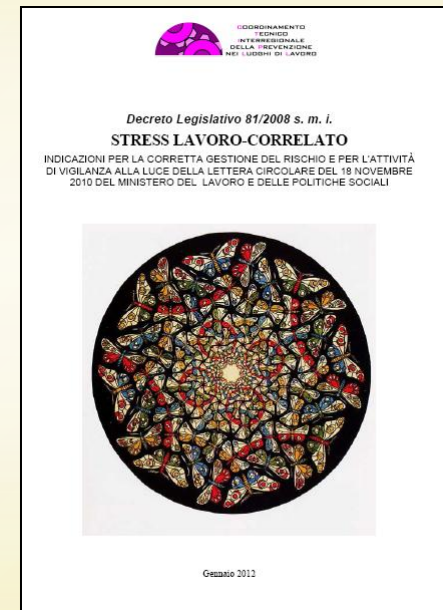 COORDINAMENTO
TECNICO
INTERREGIONALE
DELLA PREVENZIONE
NEI LUOGHI DI LAVORO
Decreto Legislativo 81/2008 s. m. i.
STRESS LAVORO-CORRELATO
INDICAZIONI PER LA CORRETTA GESTIONE DEL RISCHIO E PER L'ATTIVITÀ
DI VIGILANZA ALLA LUCE DELLA LETTERA CIRCOLARE DEL 18 NOVEMBRE
2010 DEL MINISTERO DEL LAVORO E DELLE POLITICHE SOCIALI
Gennaio 2012